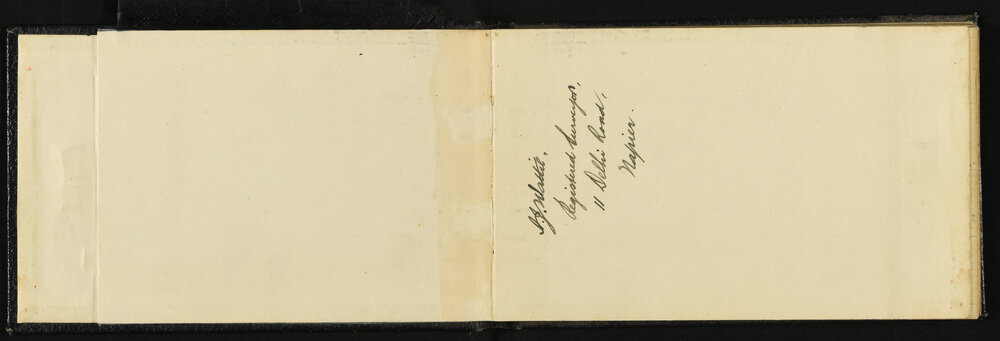 Registered Surveyor,
11 Delhi Road,
Napier.